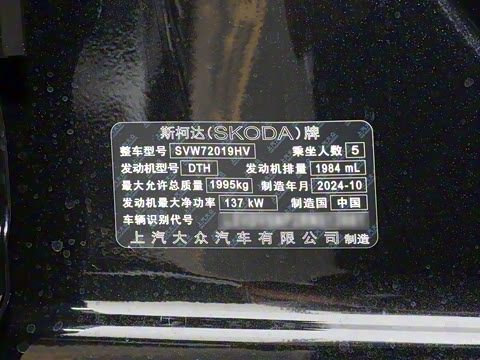 斯柯达(SKODA)牌
整车型号 SVW72019HV 乘坐人数 5
发动机型号 DTH 发动机排量 1984 mL
最大允许总质量 1995kg 制造年月 2024-10
发动机最大净功率 137 kW 制造国 中国
车辆识别代号
上汽大众汽车有限公司 制造